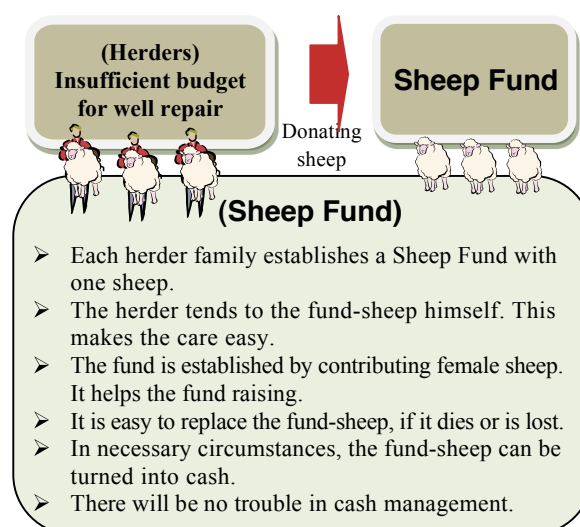 (Herders)
Insufficient budget
for well repair
Donating
sheep
Sheep Fund
(Sheep Fund)
➢ Each herder family establishes a Sheep Fund with
one sheep.
➢ The herder tends to the fund-sheep himself. This
makes the care easy.
➢ The fund is established by contributing female sheep.
It helps the fund raising.
➢ It is easy to replace the fund-sheep, if it dies or is lost.
➢ In necessary circumstances, the fund-sheep can be
turned into cash.
➢ There will be no trouble in cash management.